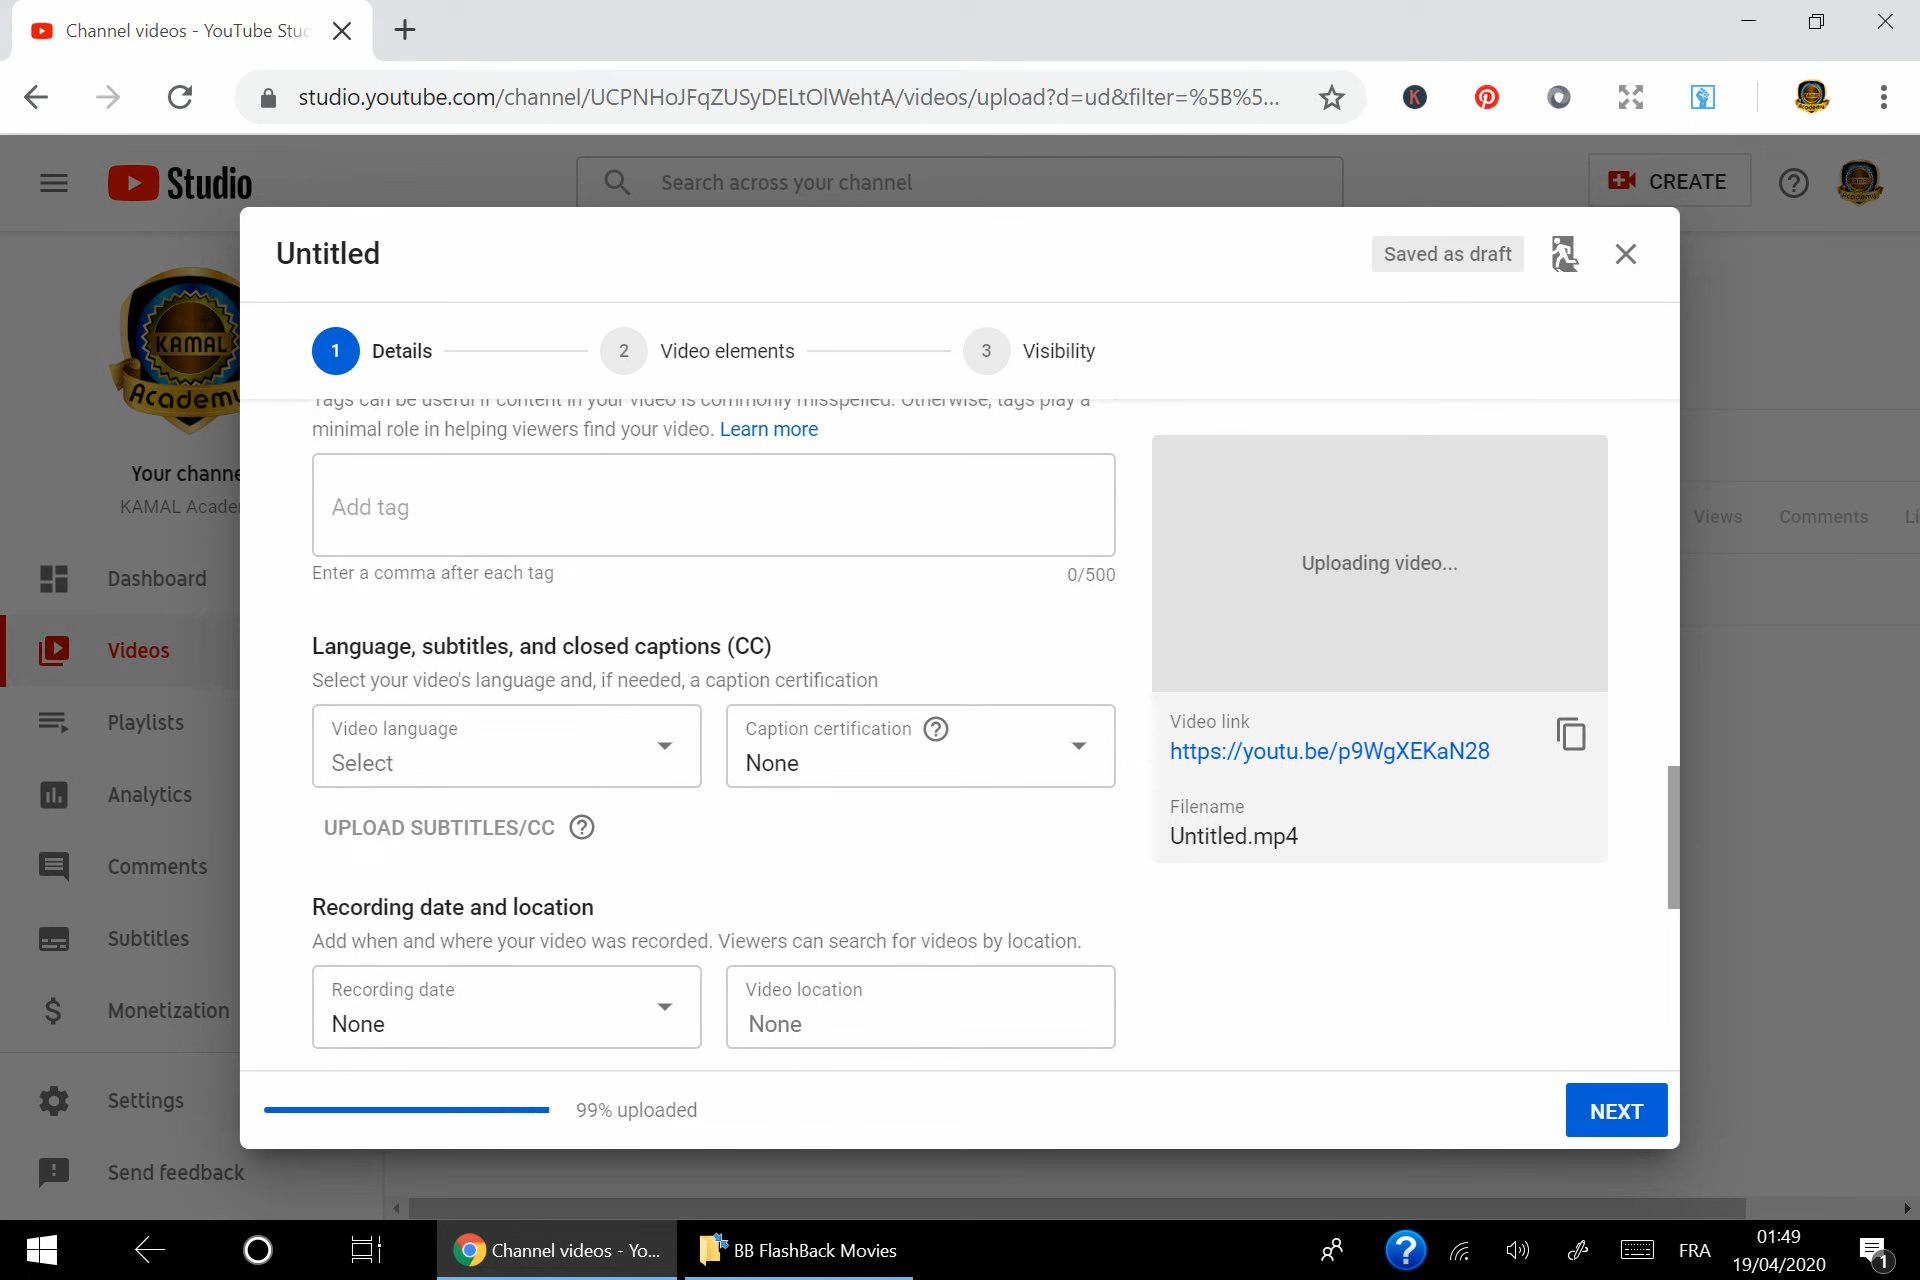 Channel videos - YouTube Stu
studio.youtube.com/channel/UCPNHoJFqZUSyDELtOlWehtA/videos/upload?d=ud&filter=%5B%5...
K
Studio
Search across your channel
CREATE
Untitled
Saved as draft
1
Details
2
Video elements
3
Visibility
KAMAL
Academy
Tags can be useful if content in your video is commonly misspelled. Otherwise, tags play a
minimal role in helping viewers find your video. Learn more
Add tag
Enter a comma after each tag
0/500
Uploading video...
Your channe
KAMAL Acade
Views
Comments
Li
Dashboard
Videos
Playlists
Analytics
Comments
Subtitles
Monetization
Settings
Send feedback
Language, subtitles, and closed captions (CC)
Select your video's language and, if needed, a caption certification
Video language
Select
Caption certification
None
UPLOAD SUBTITLES/CC
Video link
https://youtu.be/p9WgXEKaN28
Filename
Untitled.mp4
Recording date and location
Add when and where your video was recorded. Viewers can search for videos by location.
Recording date
None
Video location
None
99% uploaded
NEXT
Channel videos - Yo...
BB FlashBack Movies
FRA
01:49
19/04/2020
1